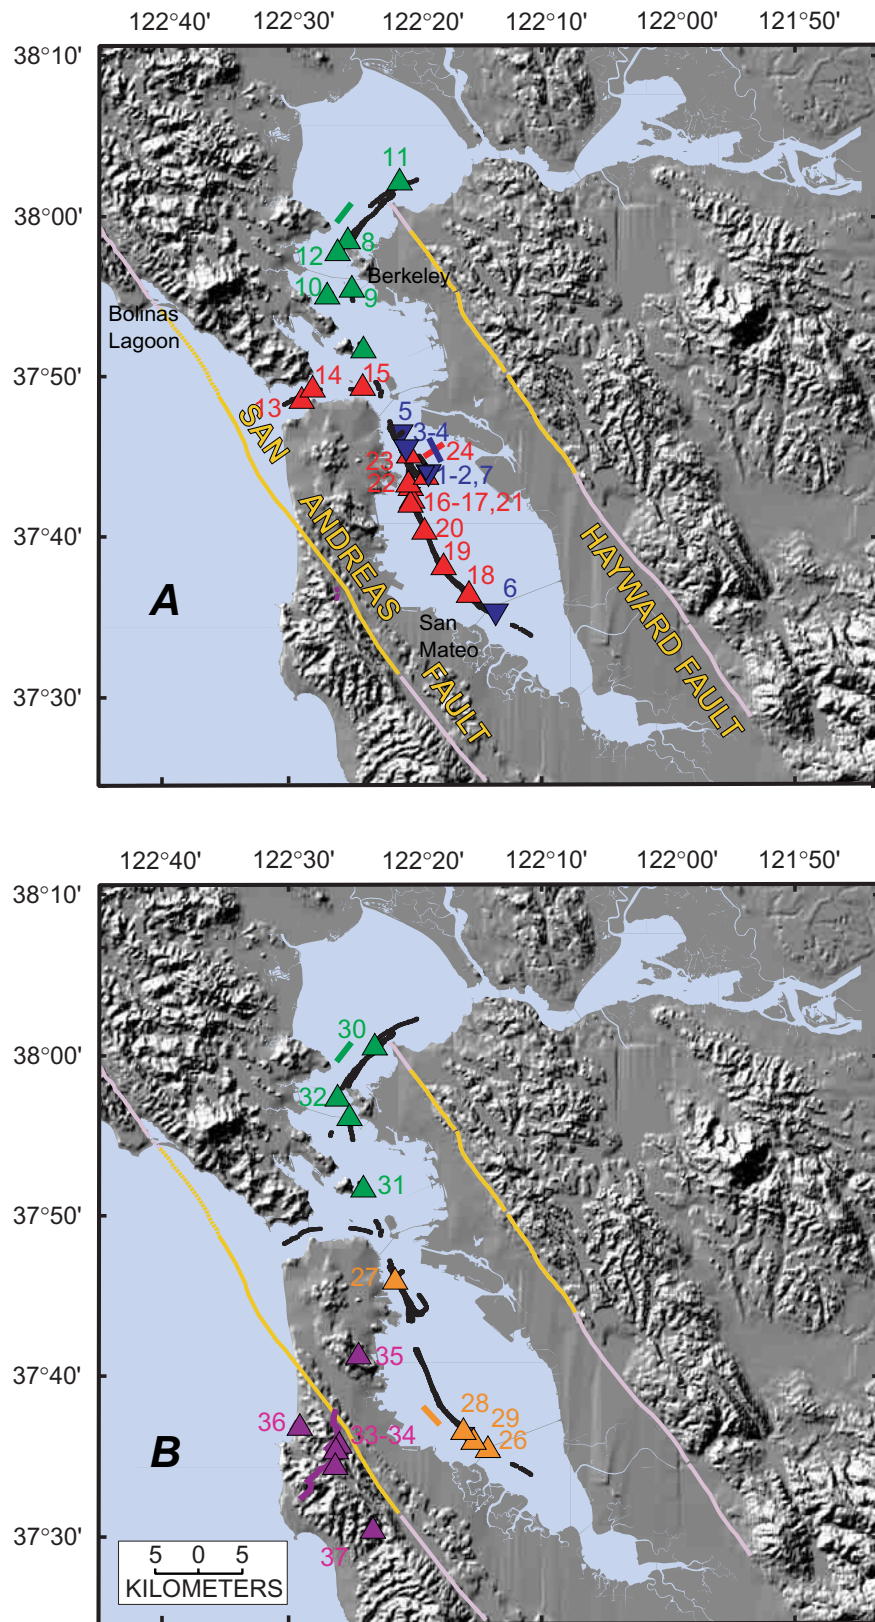 122°40' 122°30' 122°20' 122°10' 122°00' 121°50'
38°10'
11
38°00'
8
12
Berkeley
10
9
Bolinas
Lagoon
37°50'
14
15
13
5
SAN
3-4
24
23
1-2,7
22
16-17,21
ANDREAS
20
37°40'
HAYWARD FAULT
19
18
6
A
San
Mateo
FAULT
37°30'
122°40' 122°30' 122°20' 122°10' 122°00' 121°50'
38°10'
30
38°00'
32
31
37°50'
27
35
37°40'
28
36
29
33-34
26
B
37°30'
37
5 0 5
KILOMETERS